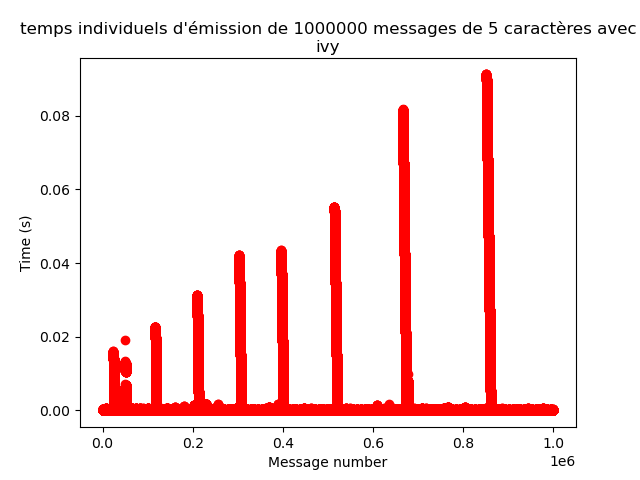 temps individuels d'émission de 1000000 messages de 5 caractères avec
ivy
Time (s)
0.08
0.06
0.04
0.02
0.00
0.0 0.2 0.4 0.6 0.8 1.0
1e6
Message number